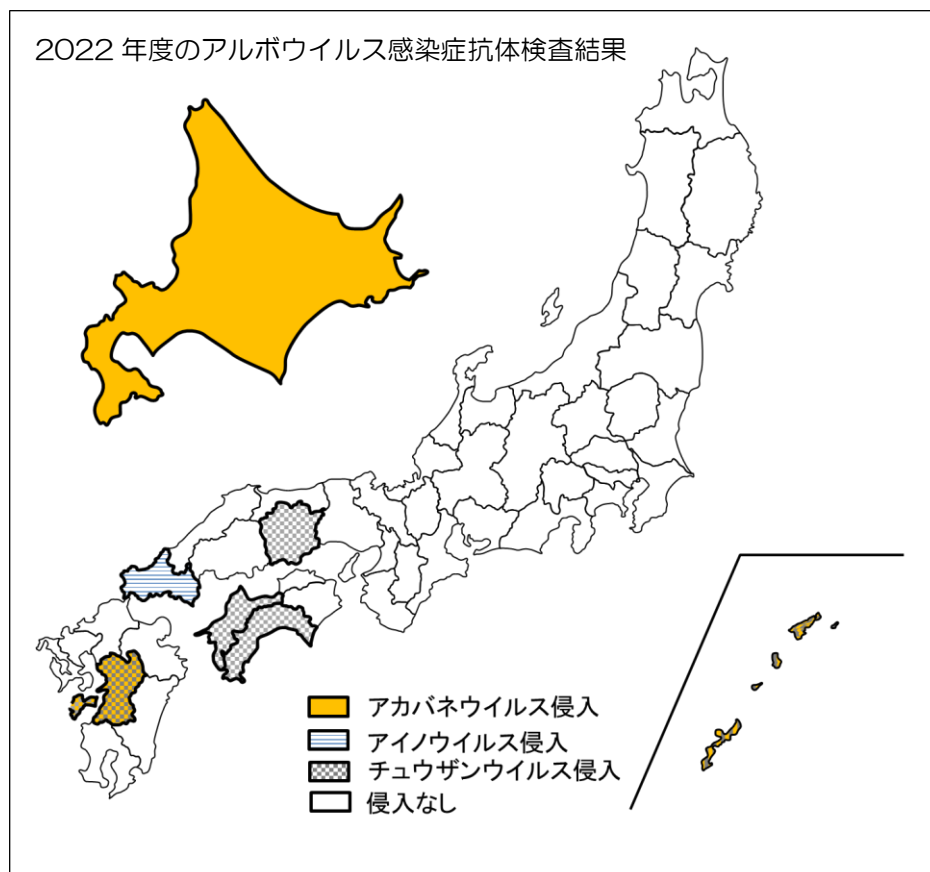 2022 年度のアルボウイルス感染症抗体検査結果
アカバネウイルス侵入
アイノウイルス侵入
チュウザンウイルス侵入
侵入なし